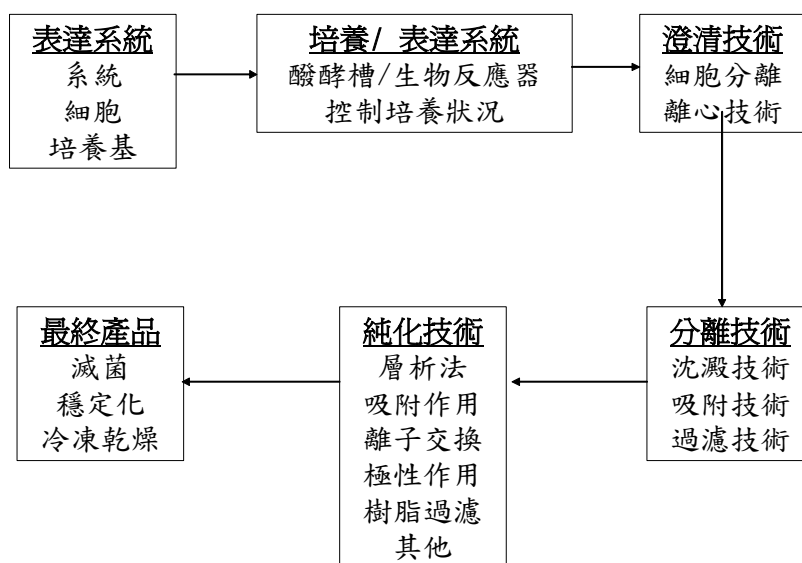 表達系統
系統
細胞
培養基
培養/ 表達系統
醱酵槽/生物反應器
控制培養狀況
澄清技術
細胞分離
離心技術
分離技術
沈澱技術
吸附技術
過濾技術
純化技術
層析法
吸附作用
離子交換
極性作用
樹脂過濾
其他
最終產品
滅菌
穩定化
冷凍乾燥